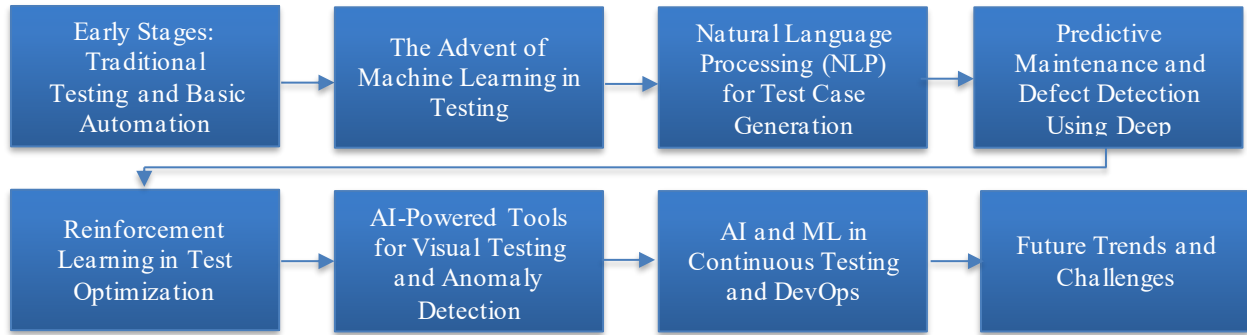 Early Stages:
Traditional
Testing and Basic
Automation
The Advent of
Machine Learning in
Testing
Natural Language
Processing (NLP)
for Test Case
Generation
Predictive
Maintenance and
Defect Detection
Using Deep
Reinforcement
Learning in Test
Optimization
AI-Powered Tools
for Visual Testing
and Anomaly
Detection
AI and ML in
Continuous Testing
and DevOps
Future Trends and
Challenges